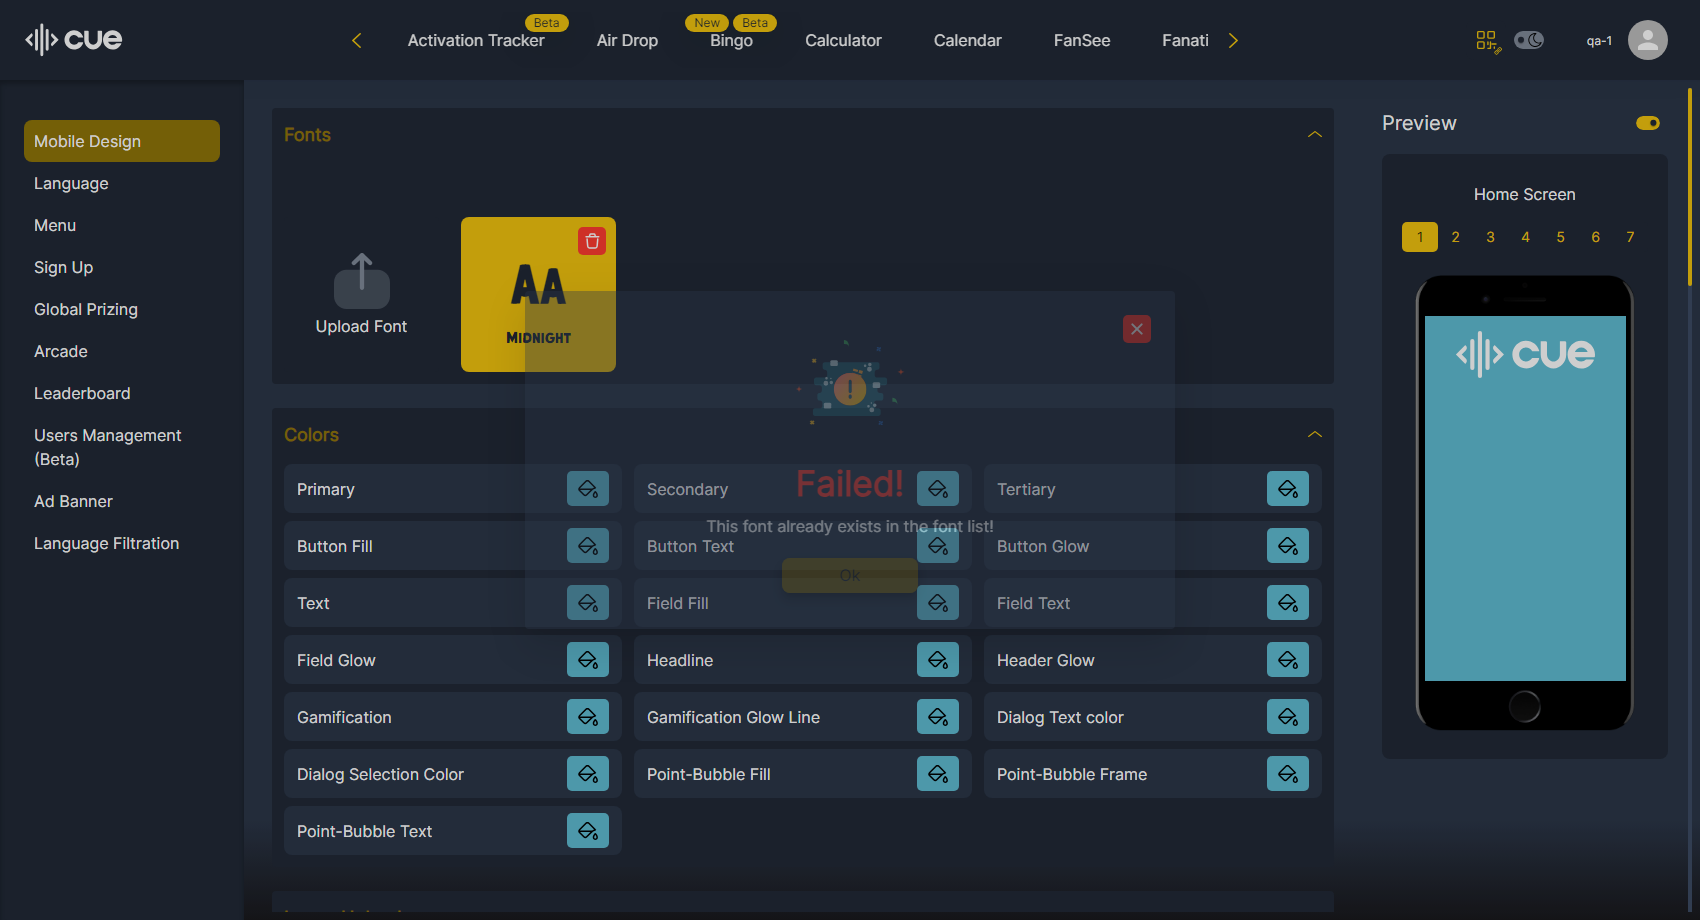 cue
Activation Tracker
Beta
Air Drop
New
Beta
Bingo
Calculator
Calendar
FanSee
Fanati
qa-1
Mobile Design
Language
Menu
Sign Up
Global Prizing
Arcade
Leaderboard
Users Management
(Beta)
Ad Banner
Language Filtration
Fonts
Upload Font
AA
MIDNIGHT
Failed!
This font already exists in the font list!
Ok
Colors
Primary
Secondary
Tertiary
Button Fill
Button Text
Button Glow
Text
Field Fill
Field Text
Field Glow
Headline
Header Glow
Gamification
Gamification Glow Line
Dialog Text color
Dialog Selection Color
Point-Bubble Fill
Point-Bubble Frame
Point-Bubble Text
Preview
Home Screen
1 2 3 4 5 6 7
cue